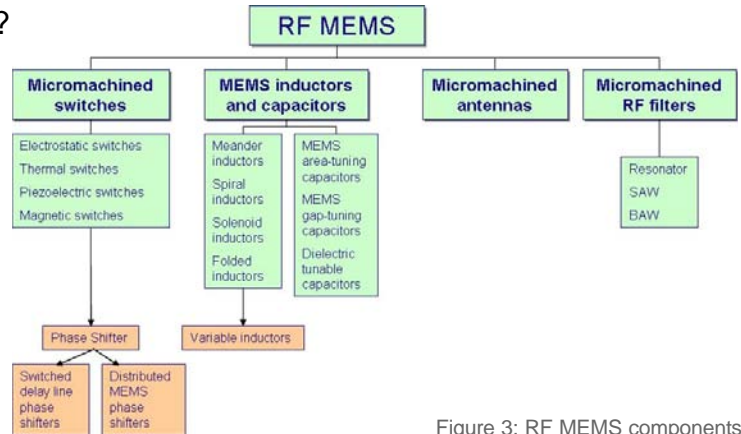 ?
RF MEMS
Micromachined
switches
MEMS inductors
and capacitors
Micromachined
antennas
Micromachined
RF filters
Electrostatic switches
Thermal switches
Piezoelectric switches
Magnetic switches
Meander
inductors
Spiral
inductors
Solenoid
inductors
Folded
inductors
MEMS
area-tuning
capacitors
MEMS
gap-tuning
capacitors
Dielectric
tunable
capacitors
Resonator
SAW
BAW
Phase Shifter
Variable inductors
Switched
delay line
phase
shifters
Distributed
MEMS
phase
shifters
Figure 3: RF MEMS components